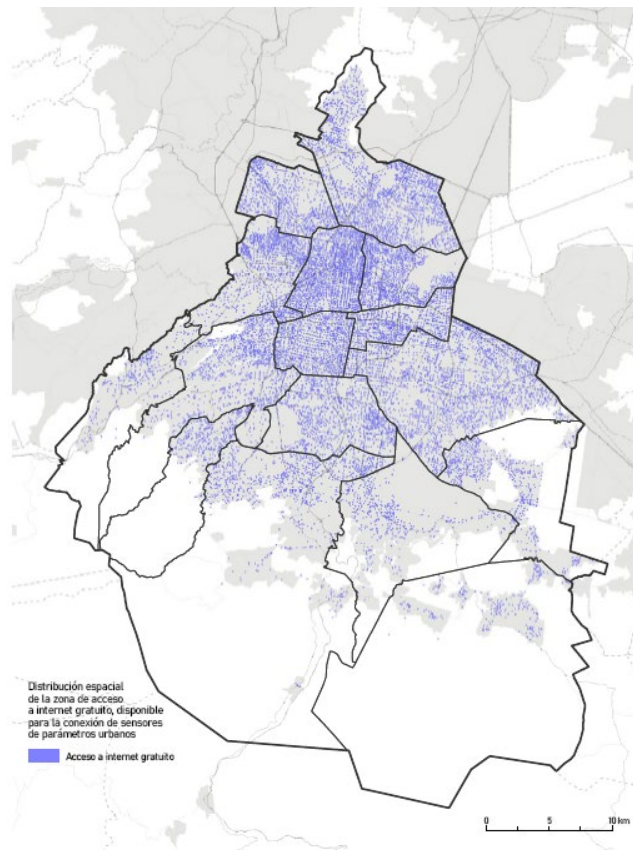 Distribución espacial
de la zona de acceso
a internet gratuito, disponible
para la conexión de sensores
de parámetros urbanos
Acceso a internet gratuito
0 5 10 km